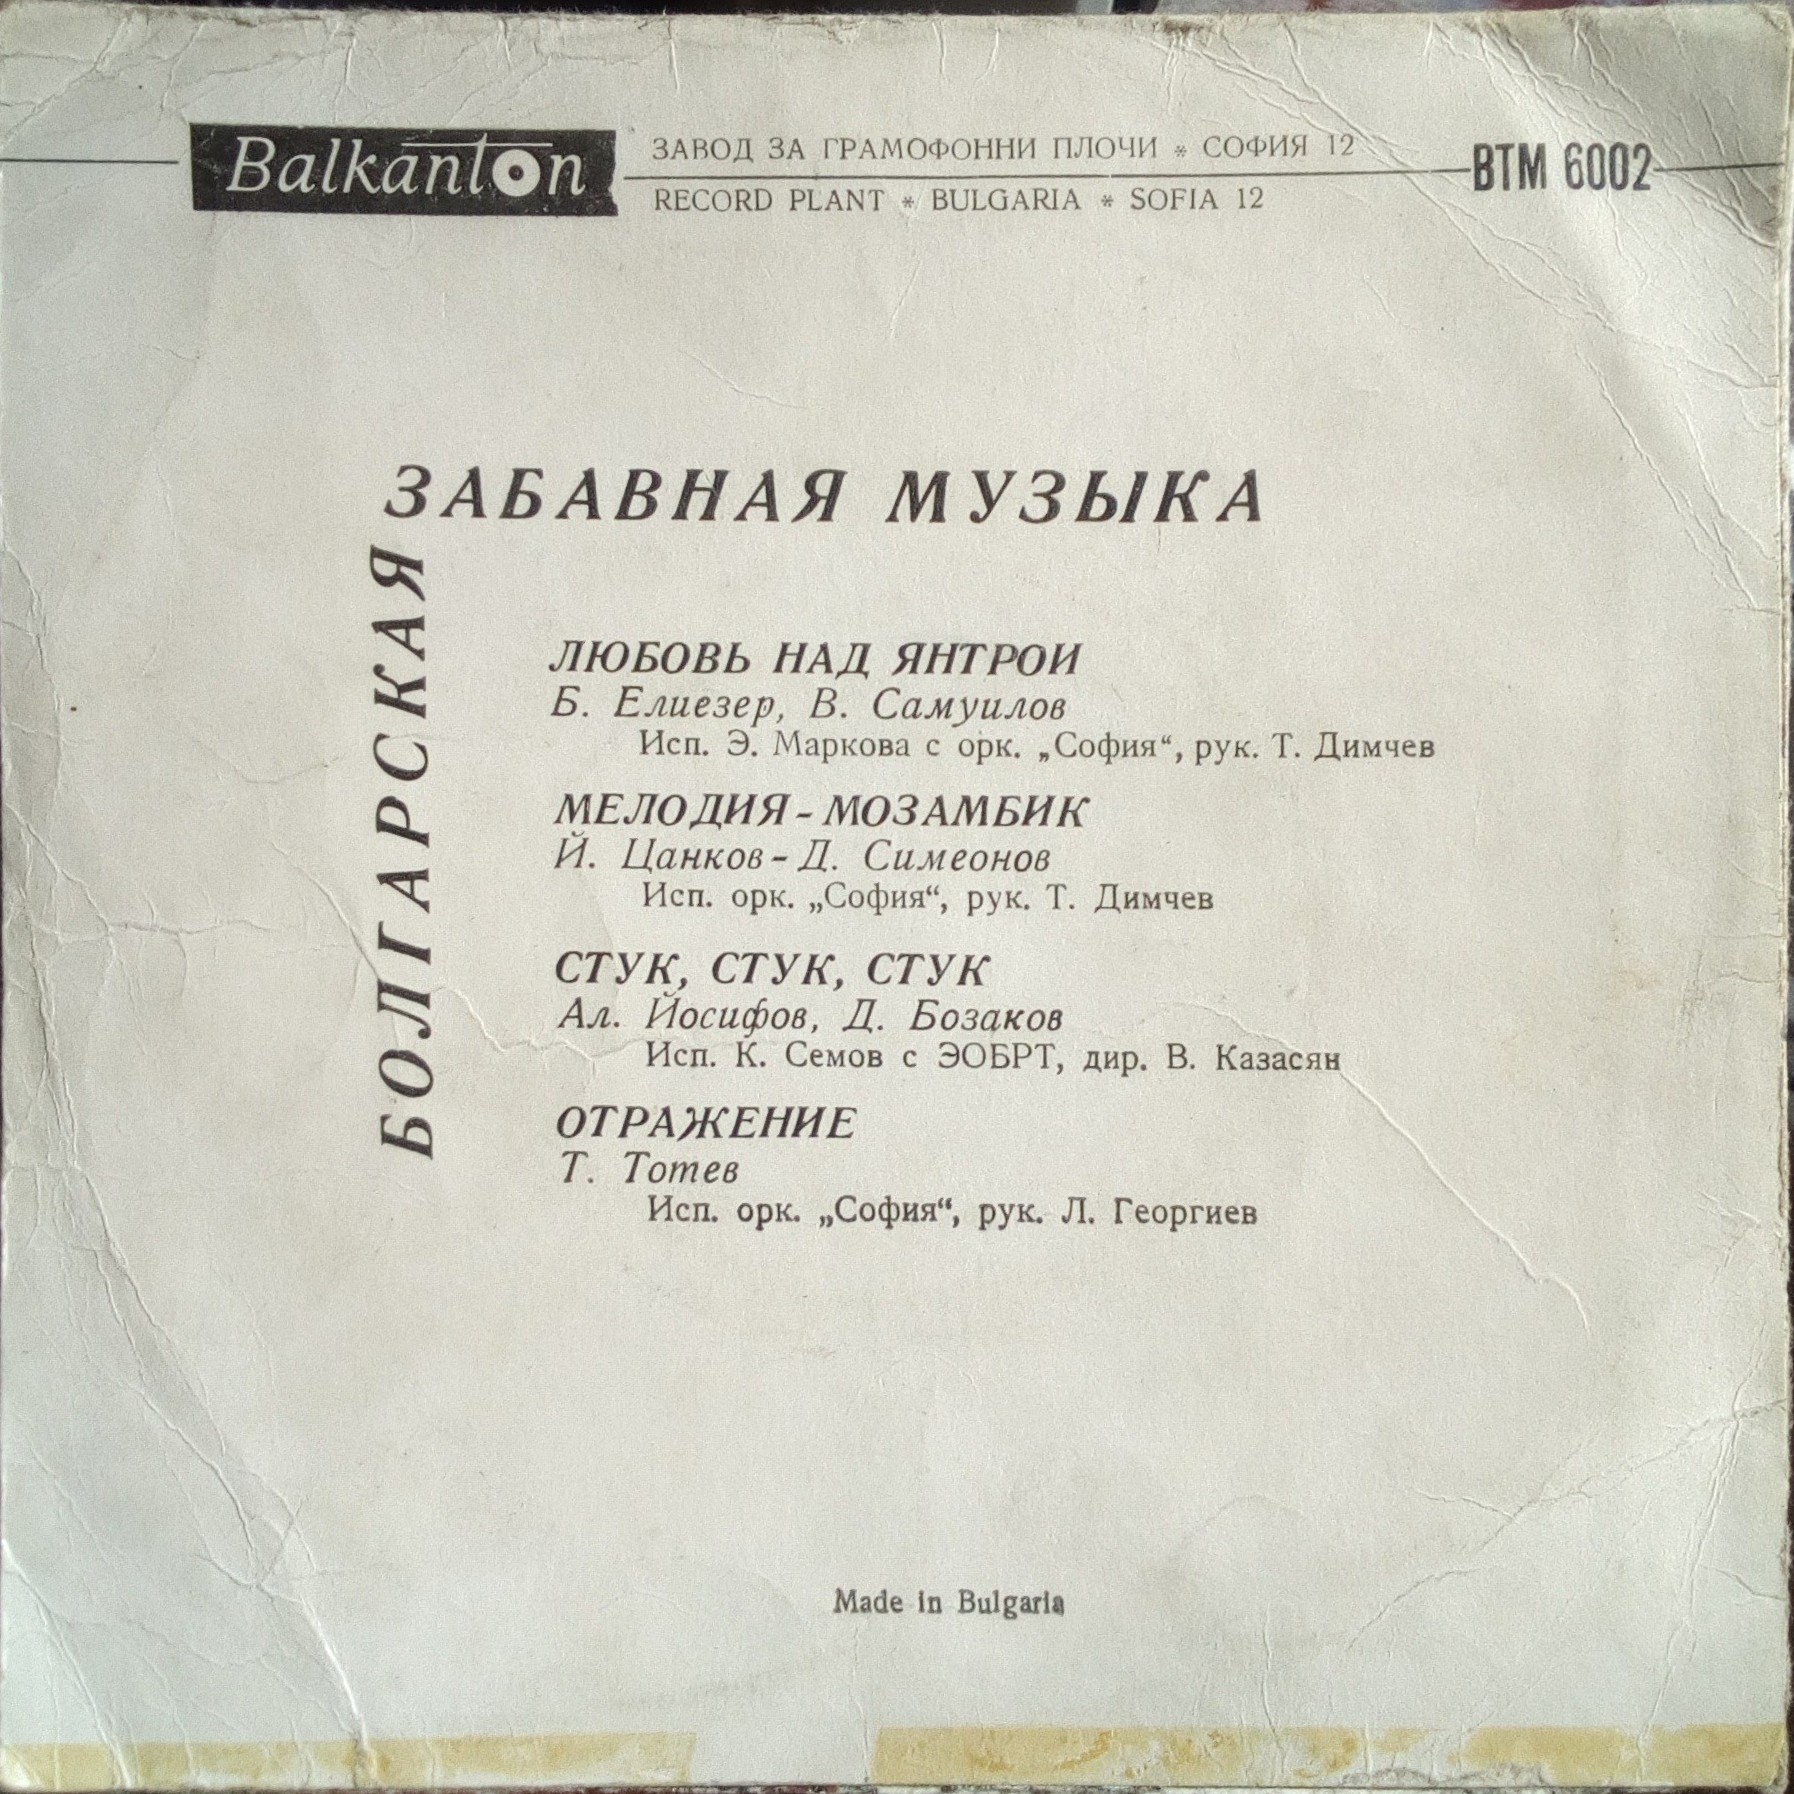 Balkanton
ЗАВОД ЗА ГРАМОФОННИ ПЛОЧИ * СОФИЯ 12
RECORD PLANT * BULGARIA * SOFIA 12
ВТМ 6002
БОЛГАРСКАЯ
ЗАБАВНАЯ МУЗЫКА
ЛЮБОВЬ НАД ЯНТРОИ
Б. Елиезер, В. Самуилов
Исп. Э. Маркова с орк. „София“, рук. Т. Димчев
МЕЛОДИЯ - МОЗАМБИК
Й. Цанков - Д. Симеонов
Исп. орк. „София“, рук. Т. Димчев
СТУК, СТУК, СТУК
Ал. Йосифов, Д. Бозаков
Исп. К. Семов с ЭОБРТ, дир. В. Казасян
ОТРАЖЕНИЕ
Т. Тотев
Исп. орк. „София“, рук. Л. Георгиев
Made in Bulgaria